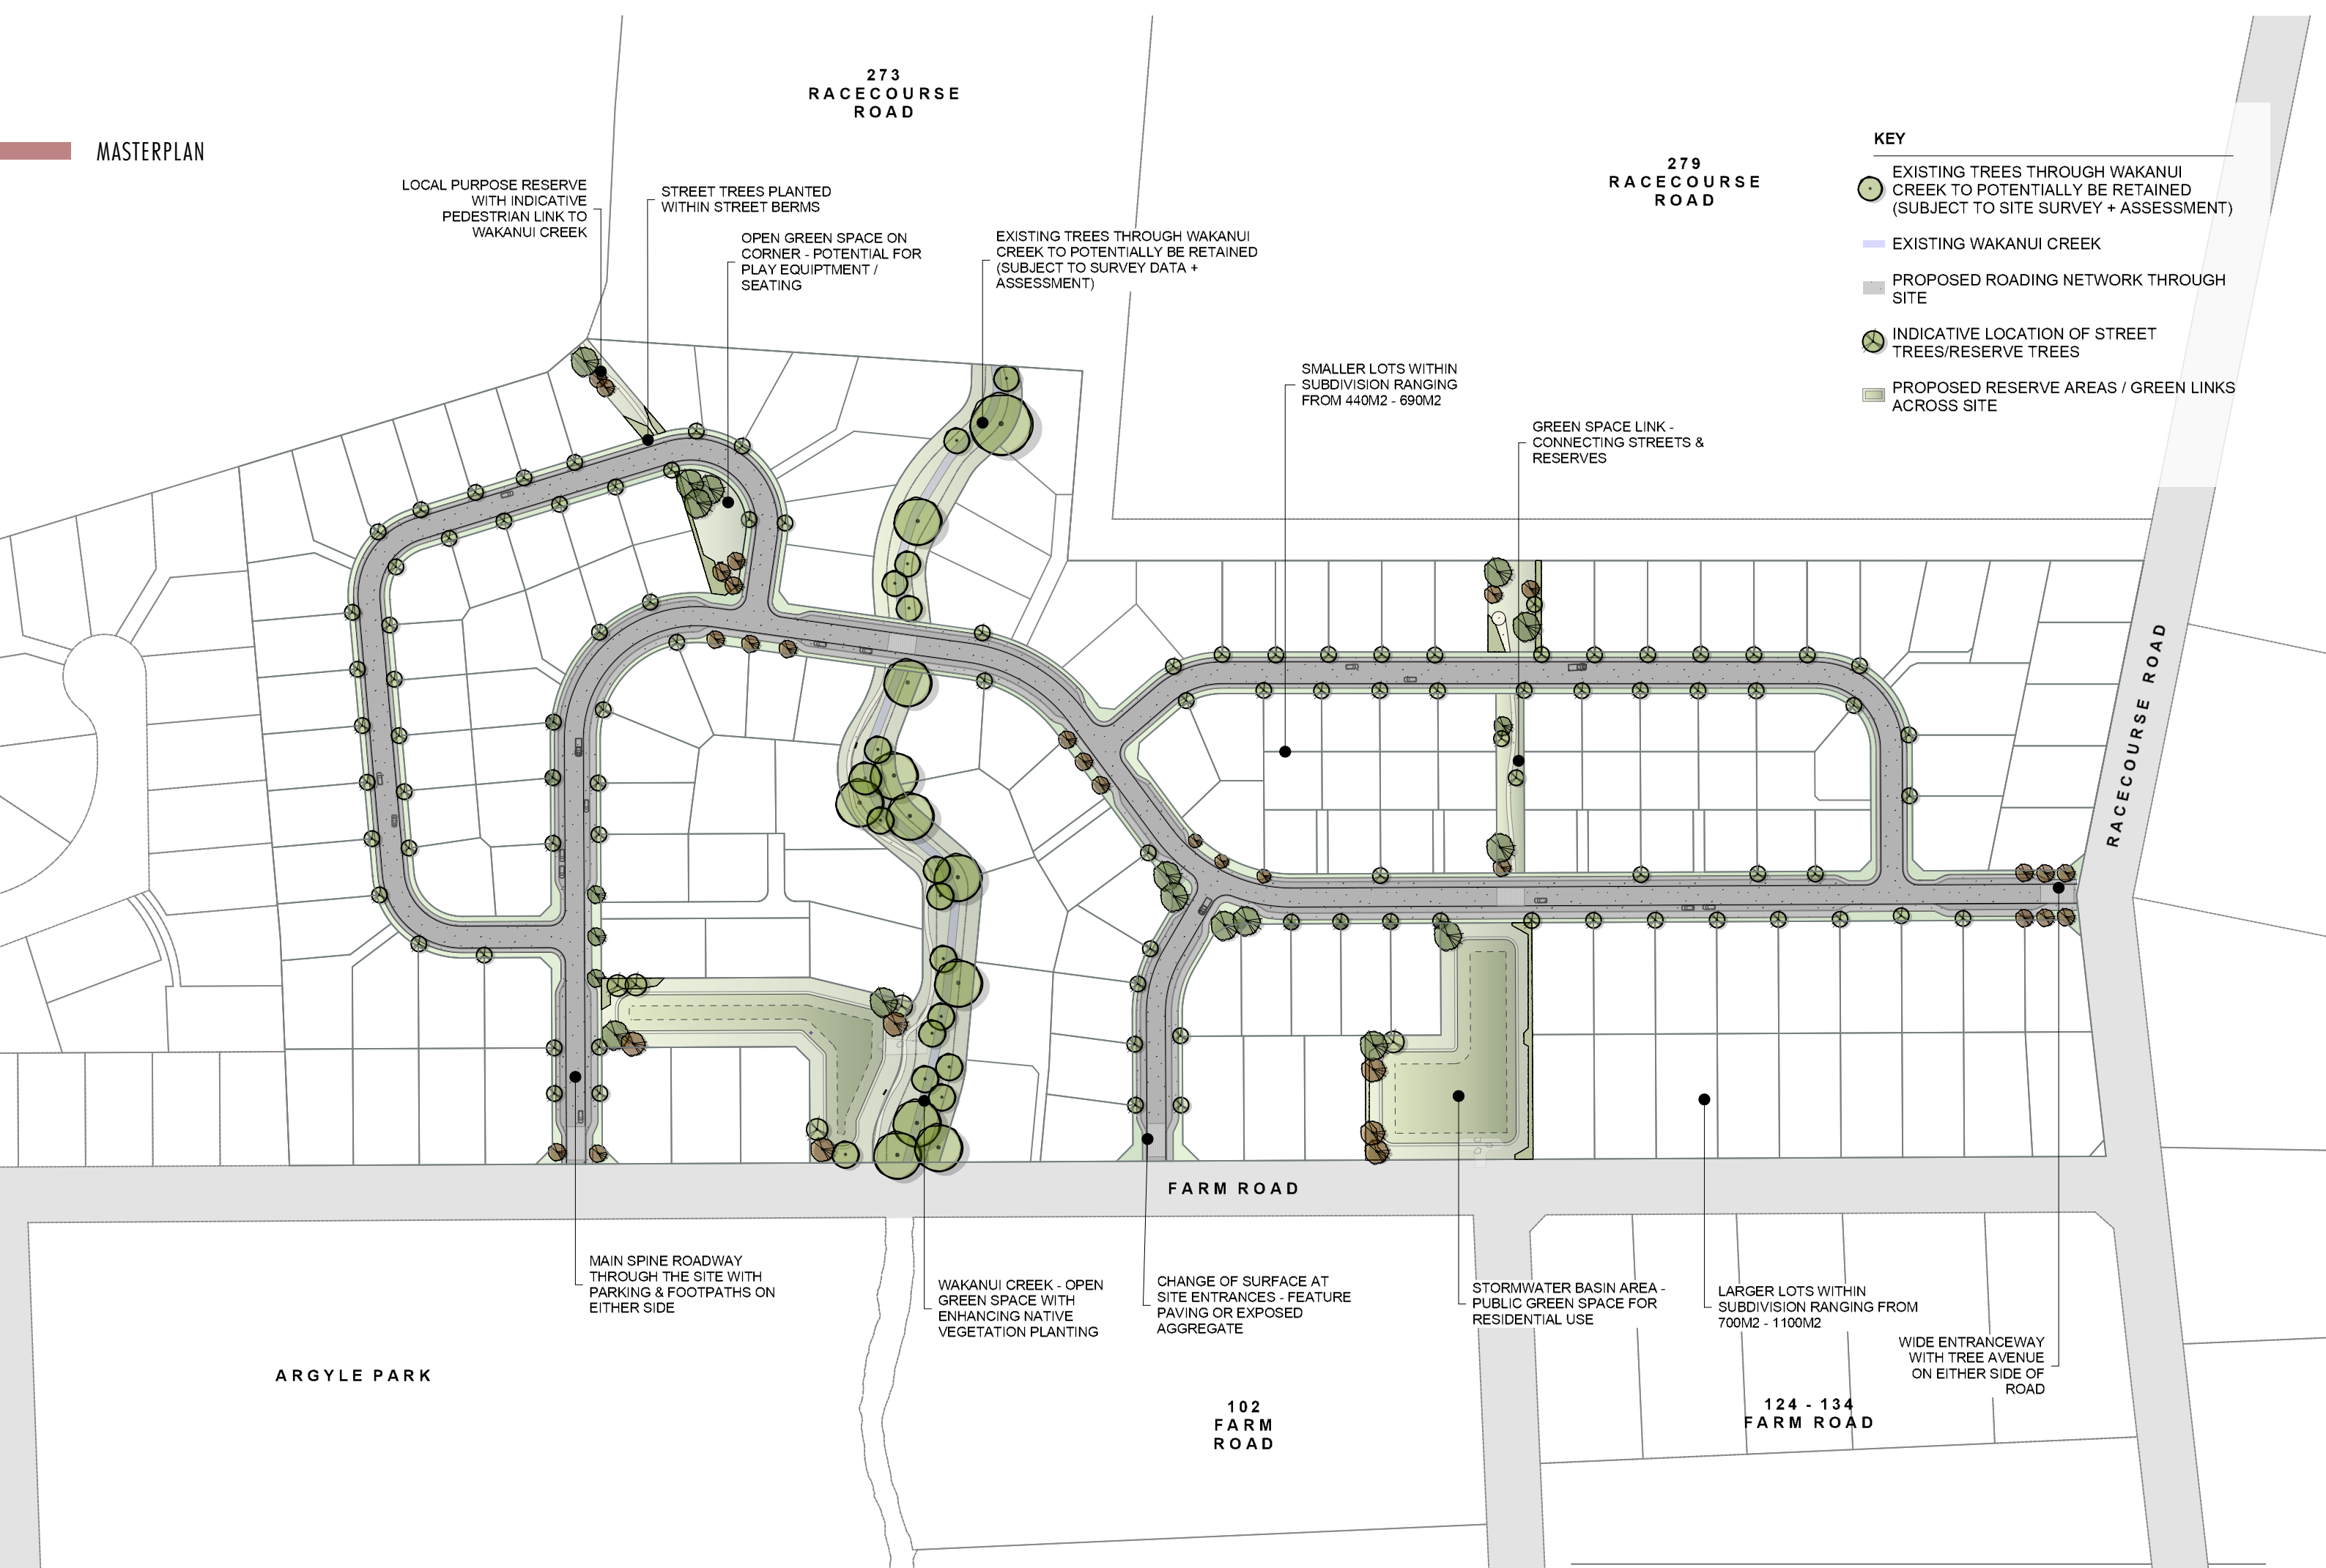 MASTERPLAN
273
RACECOURSE
ROAD
279
RACECOURSE
ROAD
LOCAL PURPOSE RESERVE
WITH INDICATIVE
PEDESTRIAN LINK TO
WAKANUI CREEK
STREET TREES PLANTED
WITHIN STREET BERMS
OPEN GREEN SPACE ON
CORNER - POTENTIAL FOR
PLAY EQUIPTMENT /
SEATING
EXISTING TREES THROUGH WAKANUI
CREEK TO POTENTIALLY BE RETAINED
(SUBJECT TO SURVEY DATA +
ASSESSMENT)
SMALLER LOTS WITHIN
SUBDIVISION RANGING
FROM 440M2 - 690M2
GREEN SPACE LINK -
CONNECTING STREETS &
RESERVES
KEY
EXISTING TREES THROUGH WAKANUI
CREEK TO POTENTIALLY BE RETAINED
(SUBJECT TO SITE SURVEY + ASSESSMENT)
EXISTING WAKANUI CREEK
PROPOSED ROADING NETWORK THROUGH
SITE
INDICATIVE LOCATION OF STREET
TREES/RESERVE TREES
PROPOSED RESERVE AREAS / GREEN LINKS
ACROSS SITE
RACECOURSE ROAD
FARM ROAD
MAIN SPINE ROADWAY
THROUGH THE SITE WITH
PARKING & FOOTPATHS ON
EITHER SIDE
WAKANUI CREEK - OPEN
GREEN SPACE WITH
ENHANCING NATIVE
VEGETATION PLANTING
CHANGE OF SURFACE AT
SITE ENTRANCES - FEATURE
PAVING OR EXPOSED
AGGREGATE
STORMWATER BASIN AREA -
PUBLIC GREEN SPACE FOR
RESIDENTIAL USE
LARGER LOTS WITHIN
SUBDIVISION RANGING FROM
700M2 - 1100M2
WIDE ENTRANCEWAY
WITH TREE AVENUE
ON EITHER SIDE OF
ROAD
ARGYLE PARK
102
FARM
ROAD
124 - 134
FARM ROAD